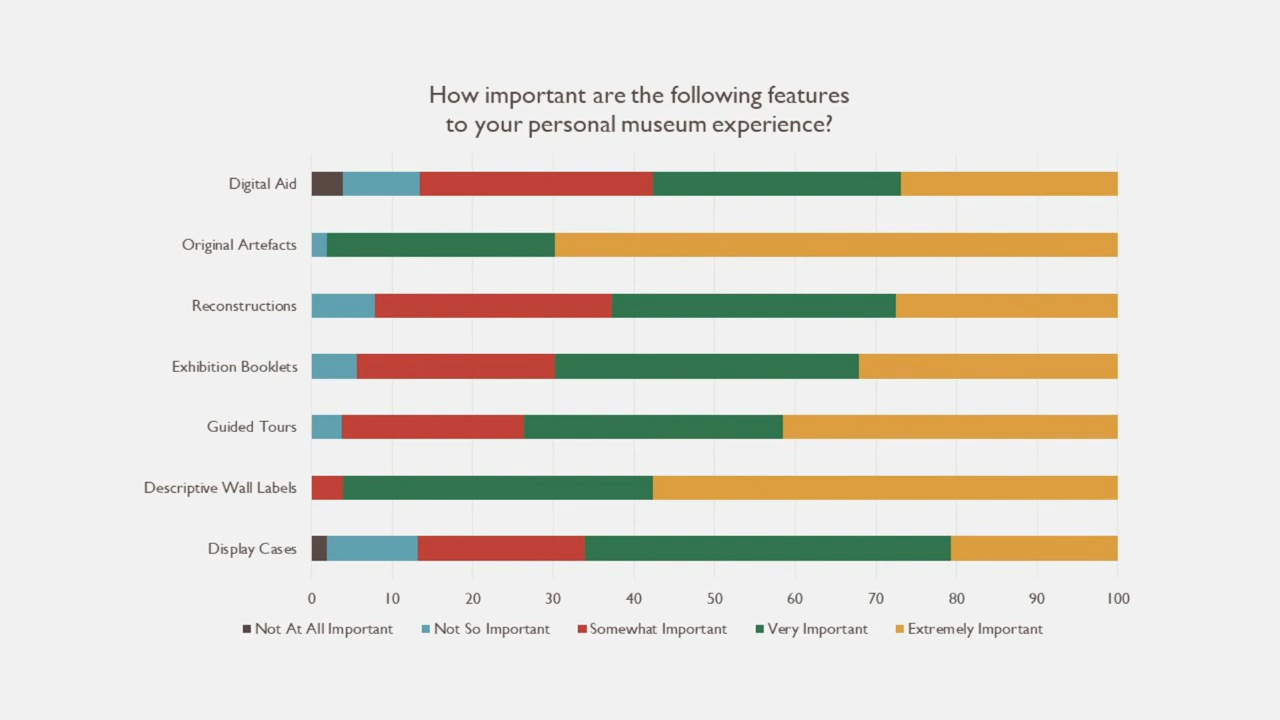 How important are the following features
to your personal museum experience?
Digital Aid
Original Artefacts
Reconstructions
Exhibition Booklets
Guided Tours
Descriptive Wall Labels
Display Cases
0 10 20 30 40 50 60 70 80 90 100
Not At All Important Not So Important Somewhat Important Very Important Extremely Important